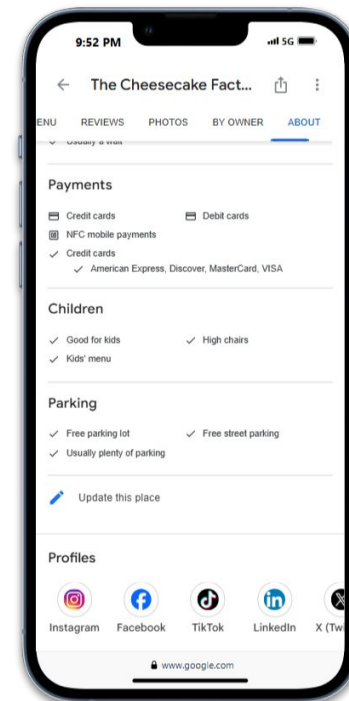 9:52 PM 5G
The Cheesecake Fact...
ENU REVIEWS PHOTOS BY OWNER ABOUT
Usually a wait
Payments
Credit cards Debit cards
NFC mobile payments
Credit cards
American Express, Discover, MasterCard, VISA
Children
Good for kids High chairs
Kids' menu
Parking
Free parking lot Free street parking
Usually plenty of parking
Update this place
Profiles
Instagram Facebook TikTok LinkedIn X (Twi
www.google.com